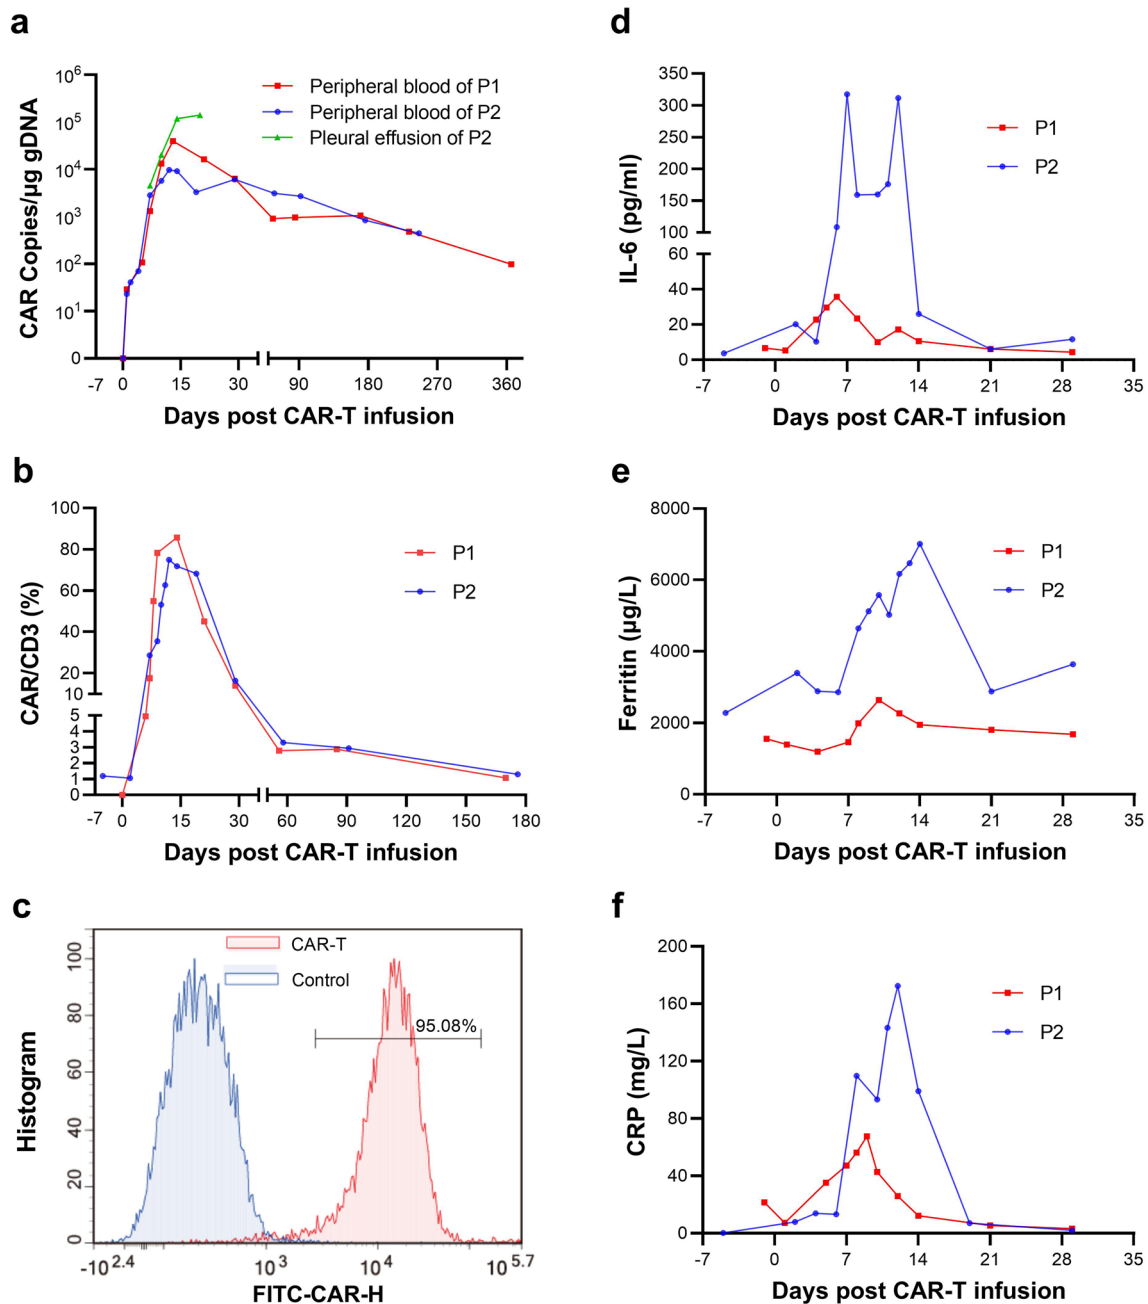 a
CAR Copies/µg gDNA
10^6
10^5
10^4
10^3
10^2
10^1
0
Peripheral blood of P1
Peripheral blood of P2
Pleural effusion of P2
-7 0 15 30 90 180 270 360
Days post CAR-T infusion
d
IL-6 (pg/ml)
350
300
250
200
150
100
60
40
20
0
P1
P2
-7 0 7 14 21 28 35
Days post CAR-T infusion
b
CAR/CD3 (%)
100
80
60
40
20
10
5
4
3
2
1
0
P1
P2
-7 0 15 30 60 90 120 150 180
Days post CAR-T infusion
e
Ferritin (µg/L)
8000
6000
4000
2000
0
P1
P2
-7 0 7 14 21 28 35
Days post CAR-T infusion
c
Histogram
100
80
60
40
20
0
CAR-T
Control
95.08%
-10^2.4 10^3 10^4 10^5.7
FITC-CAR-H
f
CRP (mg/L)
200
160
120
80
40
0
P1
P2
-7 0 7 14 21 28 35
Days post CAR-T infusion